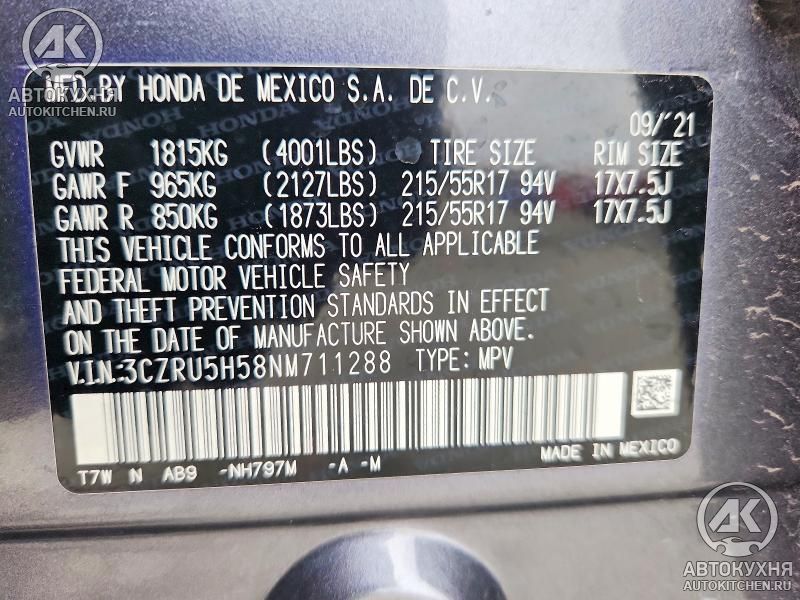 AK
АВТОКУХНЯ
AUTOKITCHEN.RU
MFD. BY HONDA DE MEXICO S.A. DE C.V.
09/'21
GVWR 1815KG (4001LBS) TIRE SIZE RIM SIZE
GAWR F 965KG (2127LBS) 215/55R17 94V 17X7.5J
GAWR R 850KG (1873LBS) 215/55R17 94V 17X7.5J
THIS VEHICLE CONFORMS TO ALL APPLICABLE
FEDERAL MOTOR VEHICLE SAFETY
AND THEFT PREVENTION STANDARDS IN EFFECT
ON THE DATE OF MANUFACTURE SHOWN ABOVE.
V.I.N:3CZRU5H58NM711288 TYPE: MPV
MADE IN MEXICO
T7W N AB9 -NH797M -A -M
AK
АВТОКУХНЯ
AUTOKITCHEN.RU